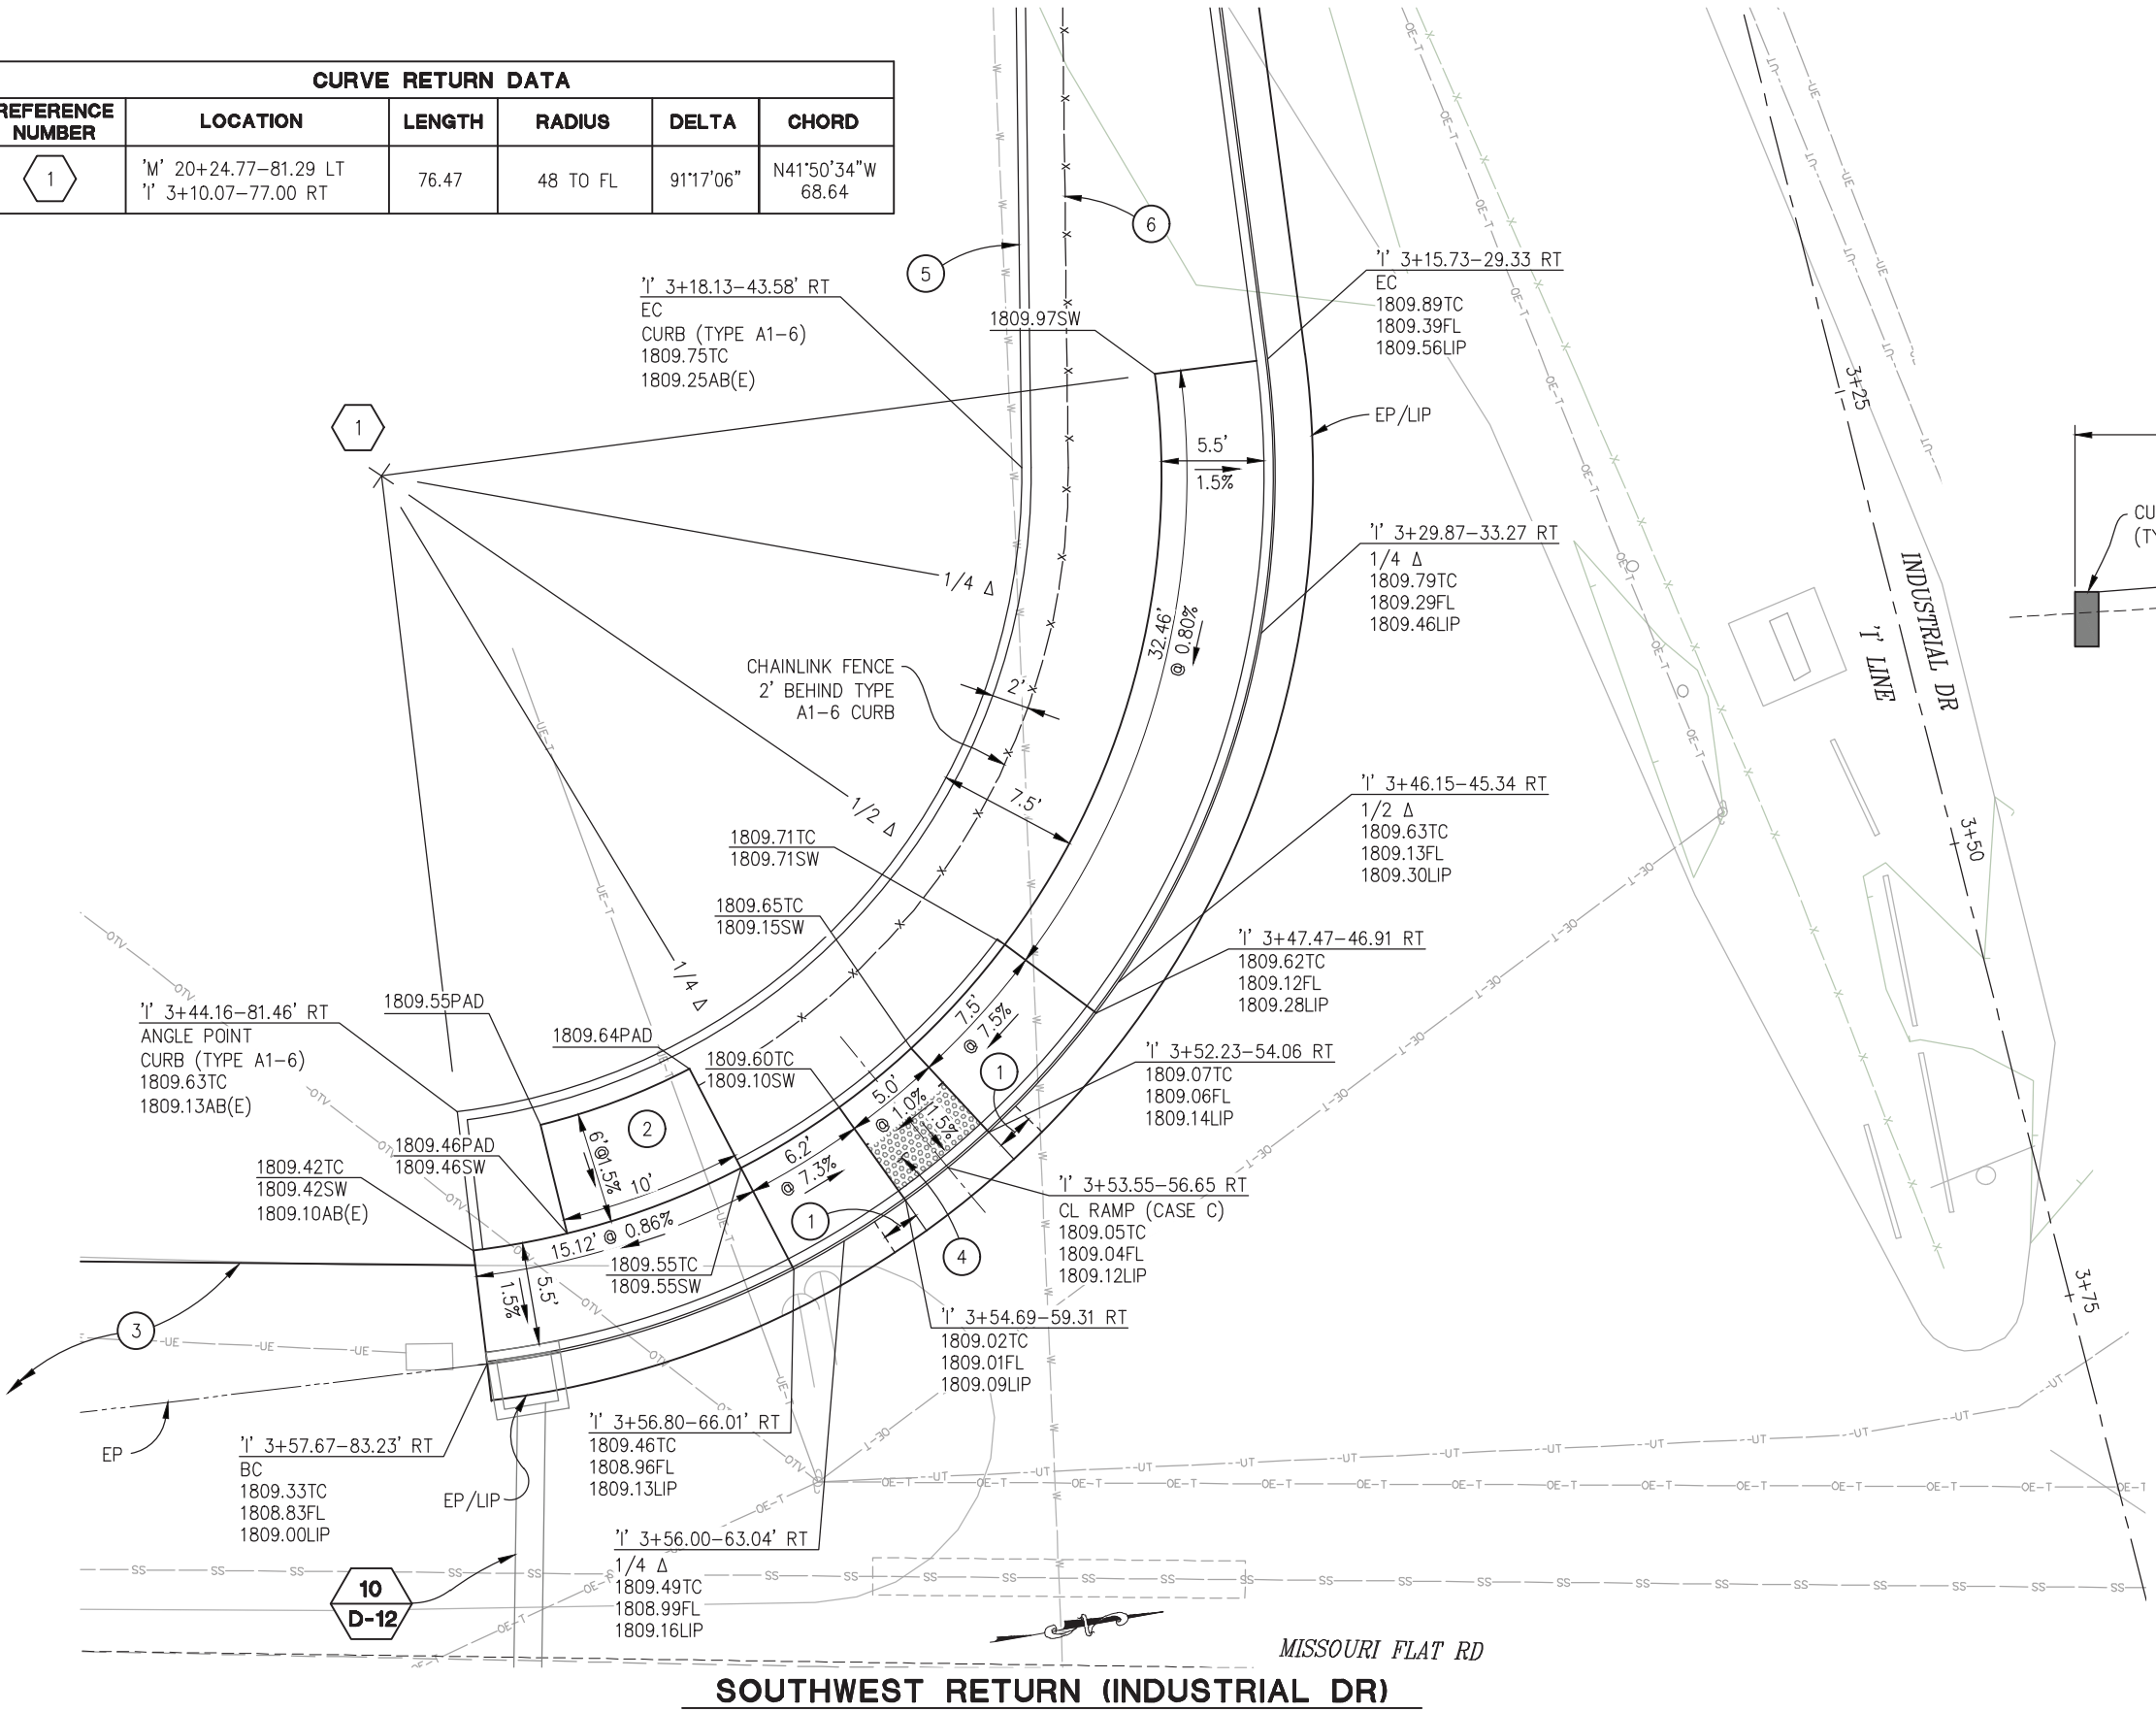 CURVE RETURN DATA
REFERENCE NUMBER
LOCATION
LENGTH
RADIUS
DELTA
CHORD
1
'M' 20+24.77-81.29 LT
'I' 3+10.07-77.00 RT
76.47
48 TO FL
91°17'06"
N41°50'34"W
68.64
6
5
'I' 3+18.13-43.58' RT
EC
CURB (TYPE A1-6)
1809.75TC
1809.25AB(E)
1809.97SW
'I' 3+15.73-29.33 RT
EC
1809.89TC
1809.39FL
1809.56LIP
EP/LIP
1
5.5'
1.5%
3+25
CU
(TY
'I' 3+29.87-33.27 RT
1/4 Δ
1809.79TC
1809.29FL
1809.46LIP
1/4 Δ
32.46'
@ 0.80%
INDUSTRIAL DR
'I' LINE
CHAINLINK FENCE
2' BEHIND TYPE
A1-6 CURB
2'
7.5'
1/2 Δ
'I' 3+46.15-45.34 RT
1/2 Δ
1809.63TC
1809.13FL
1809.30LIP
3+50
1809.71TC
1809.71SW
1809.65TC
1809.15SW
'I' 3+47.47-46.91 RT
1809.62TC
1809.12FL
1809.28LIP
1/4 Δ
7.5'
@ 7.5%
1
'I' 3+44.16-81.46' RT
ANGLE POINT
CURB (TYPE A1-6)
1809.63TC
1809.13AB(E)
1809.55PAD
1809.64PAD
1809.60TC
1809.10SW
5.0'
@ 1.0%
1.5%
'I' 3+52.23-54.06 RT
1809.07TC
1809.06FL
1809.14LIP
2
6'@1.5%
10'
1809.46PAD
1809.46SW
6.2'
@ 7.3%
1809.42TC
1809.42SW
1809.10AB(E)
'I' 3+53.55-56.65 RT
CL RAMP (CASE C)
1809.05TC
1809.04FL
1809.12LIP
1
4
15.12' @ 0.86%
1809.55TC
1809.55SW
5.5'
1.5%
3+75
3
'I' 3+54.69-59.31 RT
1809.02TC
1809.01FL
1809.09LIP
EP
'I' 3+57.67-83.23' RT
BC
1809.33TC
1808.83FL
1809.00LIP
EP/LIP
'I' 3+56.80-66.01' RT
1809.46TC
1808.96FL
1809.13LIP
'I' 3+56.00-63.04' RT
1/4 Δ
1809.49TC
1808.99FL
1809.16LIP
10
D-12
MISSOURI FLAT RD
SOUTHWEST RETURN (INDUSTRIAL DR)